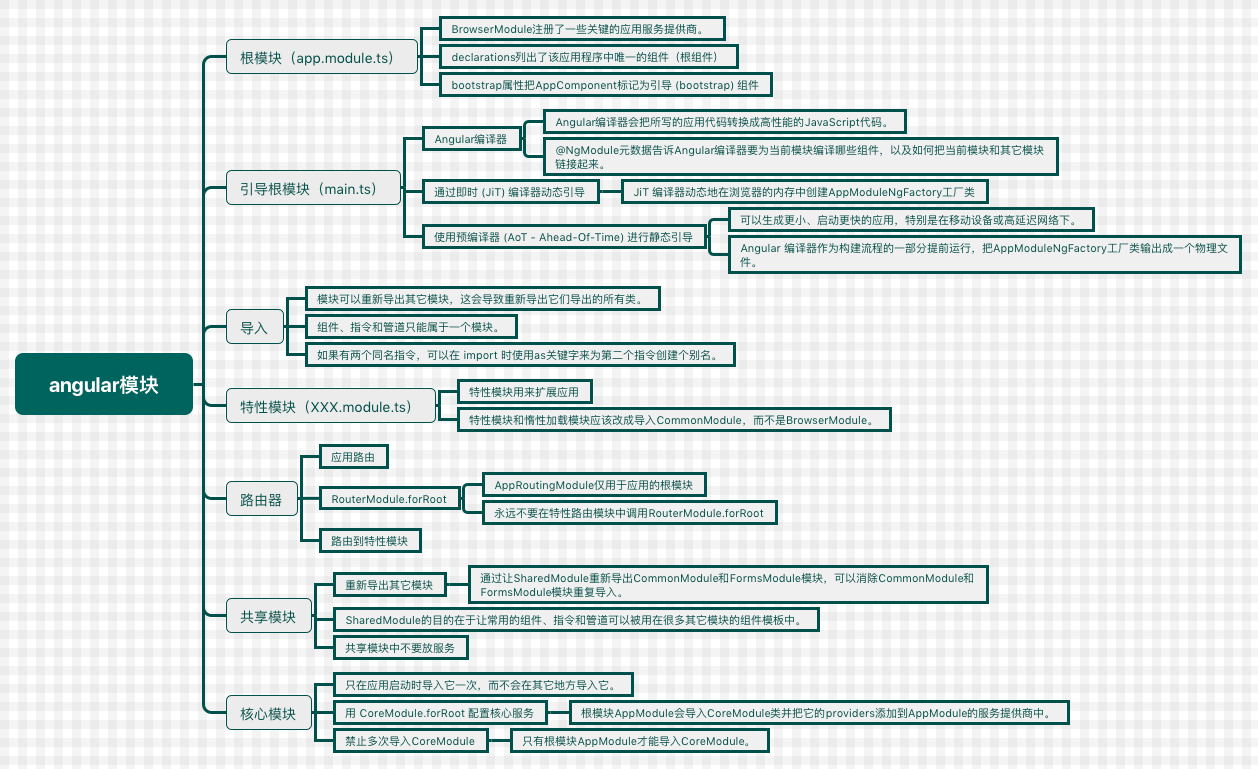 angular模块
根模块（app.module.ts）
BrowserModule注册了一些关键的应用服务提供商。
declarations列出了该应用程序中唯一的组件（根组件）
bootstrap属性把AppComponent标记为引导 (bootstrap) 组件
引导根模块（main.ts）
Angular编译器
Angular编译器会把所写的应用代码转换成高性能的JavaScript代码。
@NgModule元数据告诉Angular编译器要为当前模块编译哪些组件，以及如何把当前模块和其它模块
链接起来。
通过即时 (JiT) 编译器动态引导
JiT 编译器动态地在浏览器的内存中创建AppModuleNgFactory工厂类
使用预编译器 (AoT - Ahead-Of-Time) 进行静态引导
可以生成更小、启动更快的应用，特别是在移动设备或高延迟网络下。
Angular 编译器作为构建流程的一部分提前运行，把AppModuleNgFactory工厂类输出成一个物理文
件。
导入
模块可以重新导出其它模块，这会导致重新导出它们导出的所有类。
组件、指令和管道只能属于一个模块。
如果有两个同名指令，可以在 import 时使用as关键字来为第二个指令创建个别名。
特性模块（XXX.module.ts）
特性模块用来扩展应用
特性模块和惰性加载模块应该改成导入CommonModule，而不是BrowserModule。
路由器
应用路由
RouterModule.forRoot
AppRoutingModule仅用于应用的根模块
永远不要在特性路由模块中调用RouterModule.forRoot
路由到特性模块
共享模块
重新导出其它模块
通过让SharedModule重新导出CommonModule和FormsModule模块，可以消除CommonModule和
FormsModule模块重复导入。
SharedModule的目的在于让常用的组件、指令和管道可以被用在很多其它模块的组件模板中。
共享模块中不要放服务
核心模块
只在应用启动时导入它一次，而不会在其它地方导入它。
用 CoreModule.forRoot 配置核心服务
根模块AppModule会导入CoreModule类并把它的providers添加到AppModule的服务提供商中。
禁止多次导入CoreModule
只有根模块AppModule才能导入CoreModule。